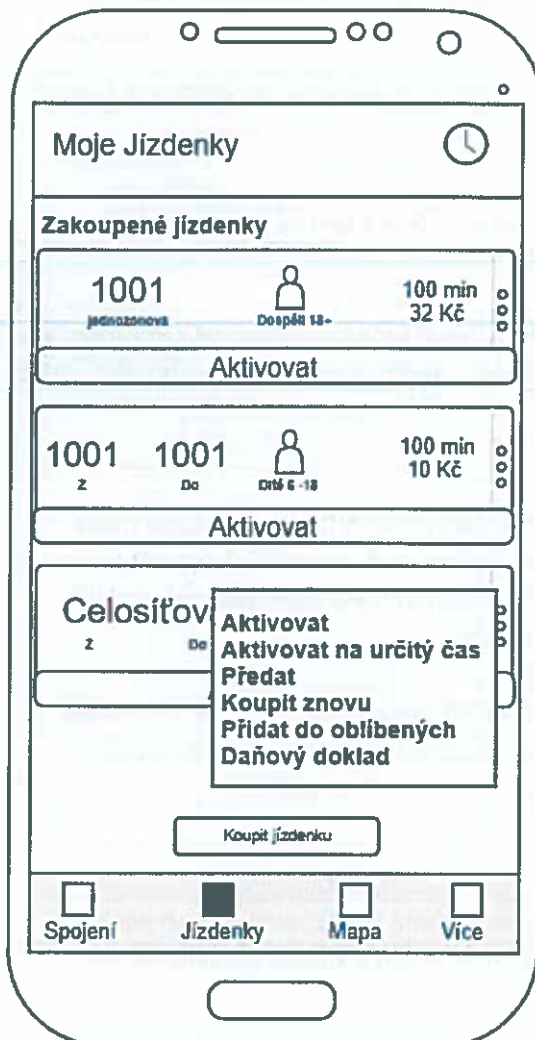 Moje Jízdenky
Zakoupené jízdenky
1001
jednozonova
Dospělí 18+
100 min
32 Kč
Aktivovat
1001 1001
Z Do
Dítě 6 -18
100 min
10 Kč
Aktivovat
Celosíťov
Z Do
Aktivovat
Aktivovat na určitý čas
Předat
Koupit znovu
Přidat do oblíbených
Daňový doklad
Koupit jízdenku
Spojení Jízdenky Mapa Více